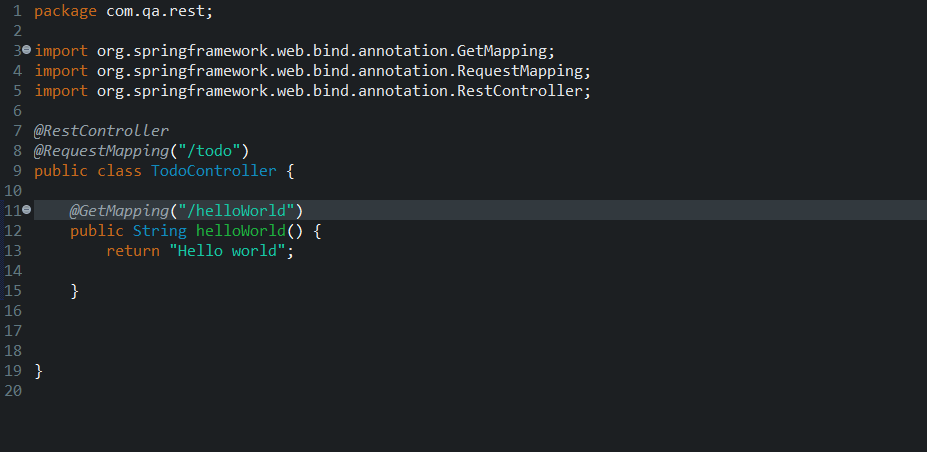 1 package com.qa.rest;
2
3 import org.springframework.web.bind.annotation.GetMapping;
4 import org.springframework.web.bind.annotation.RequestMapping;
5 import org.springframework.web.bind.annotation.RestController;
6
7 @RestController
8 @RequestMapping("/todo")
9 public class TodoController {
10
11     @GetMapping("/helloWorld")
12     public String helloWorld() {
13         return "Hello world";
14
15     }
16
17
18
19 }
20